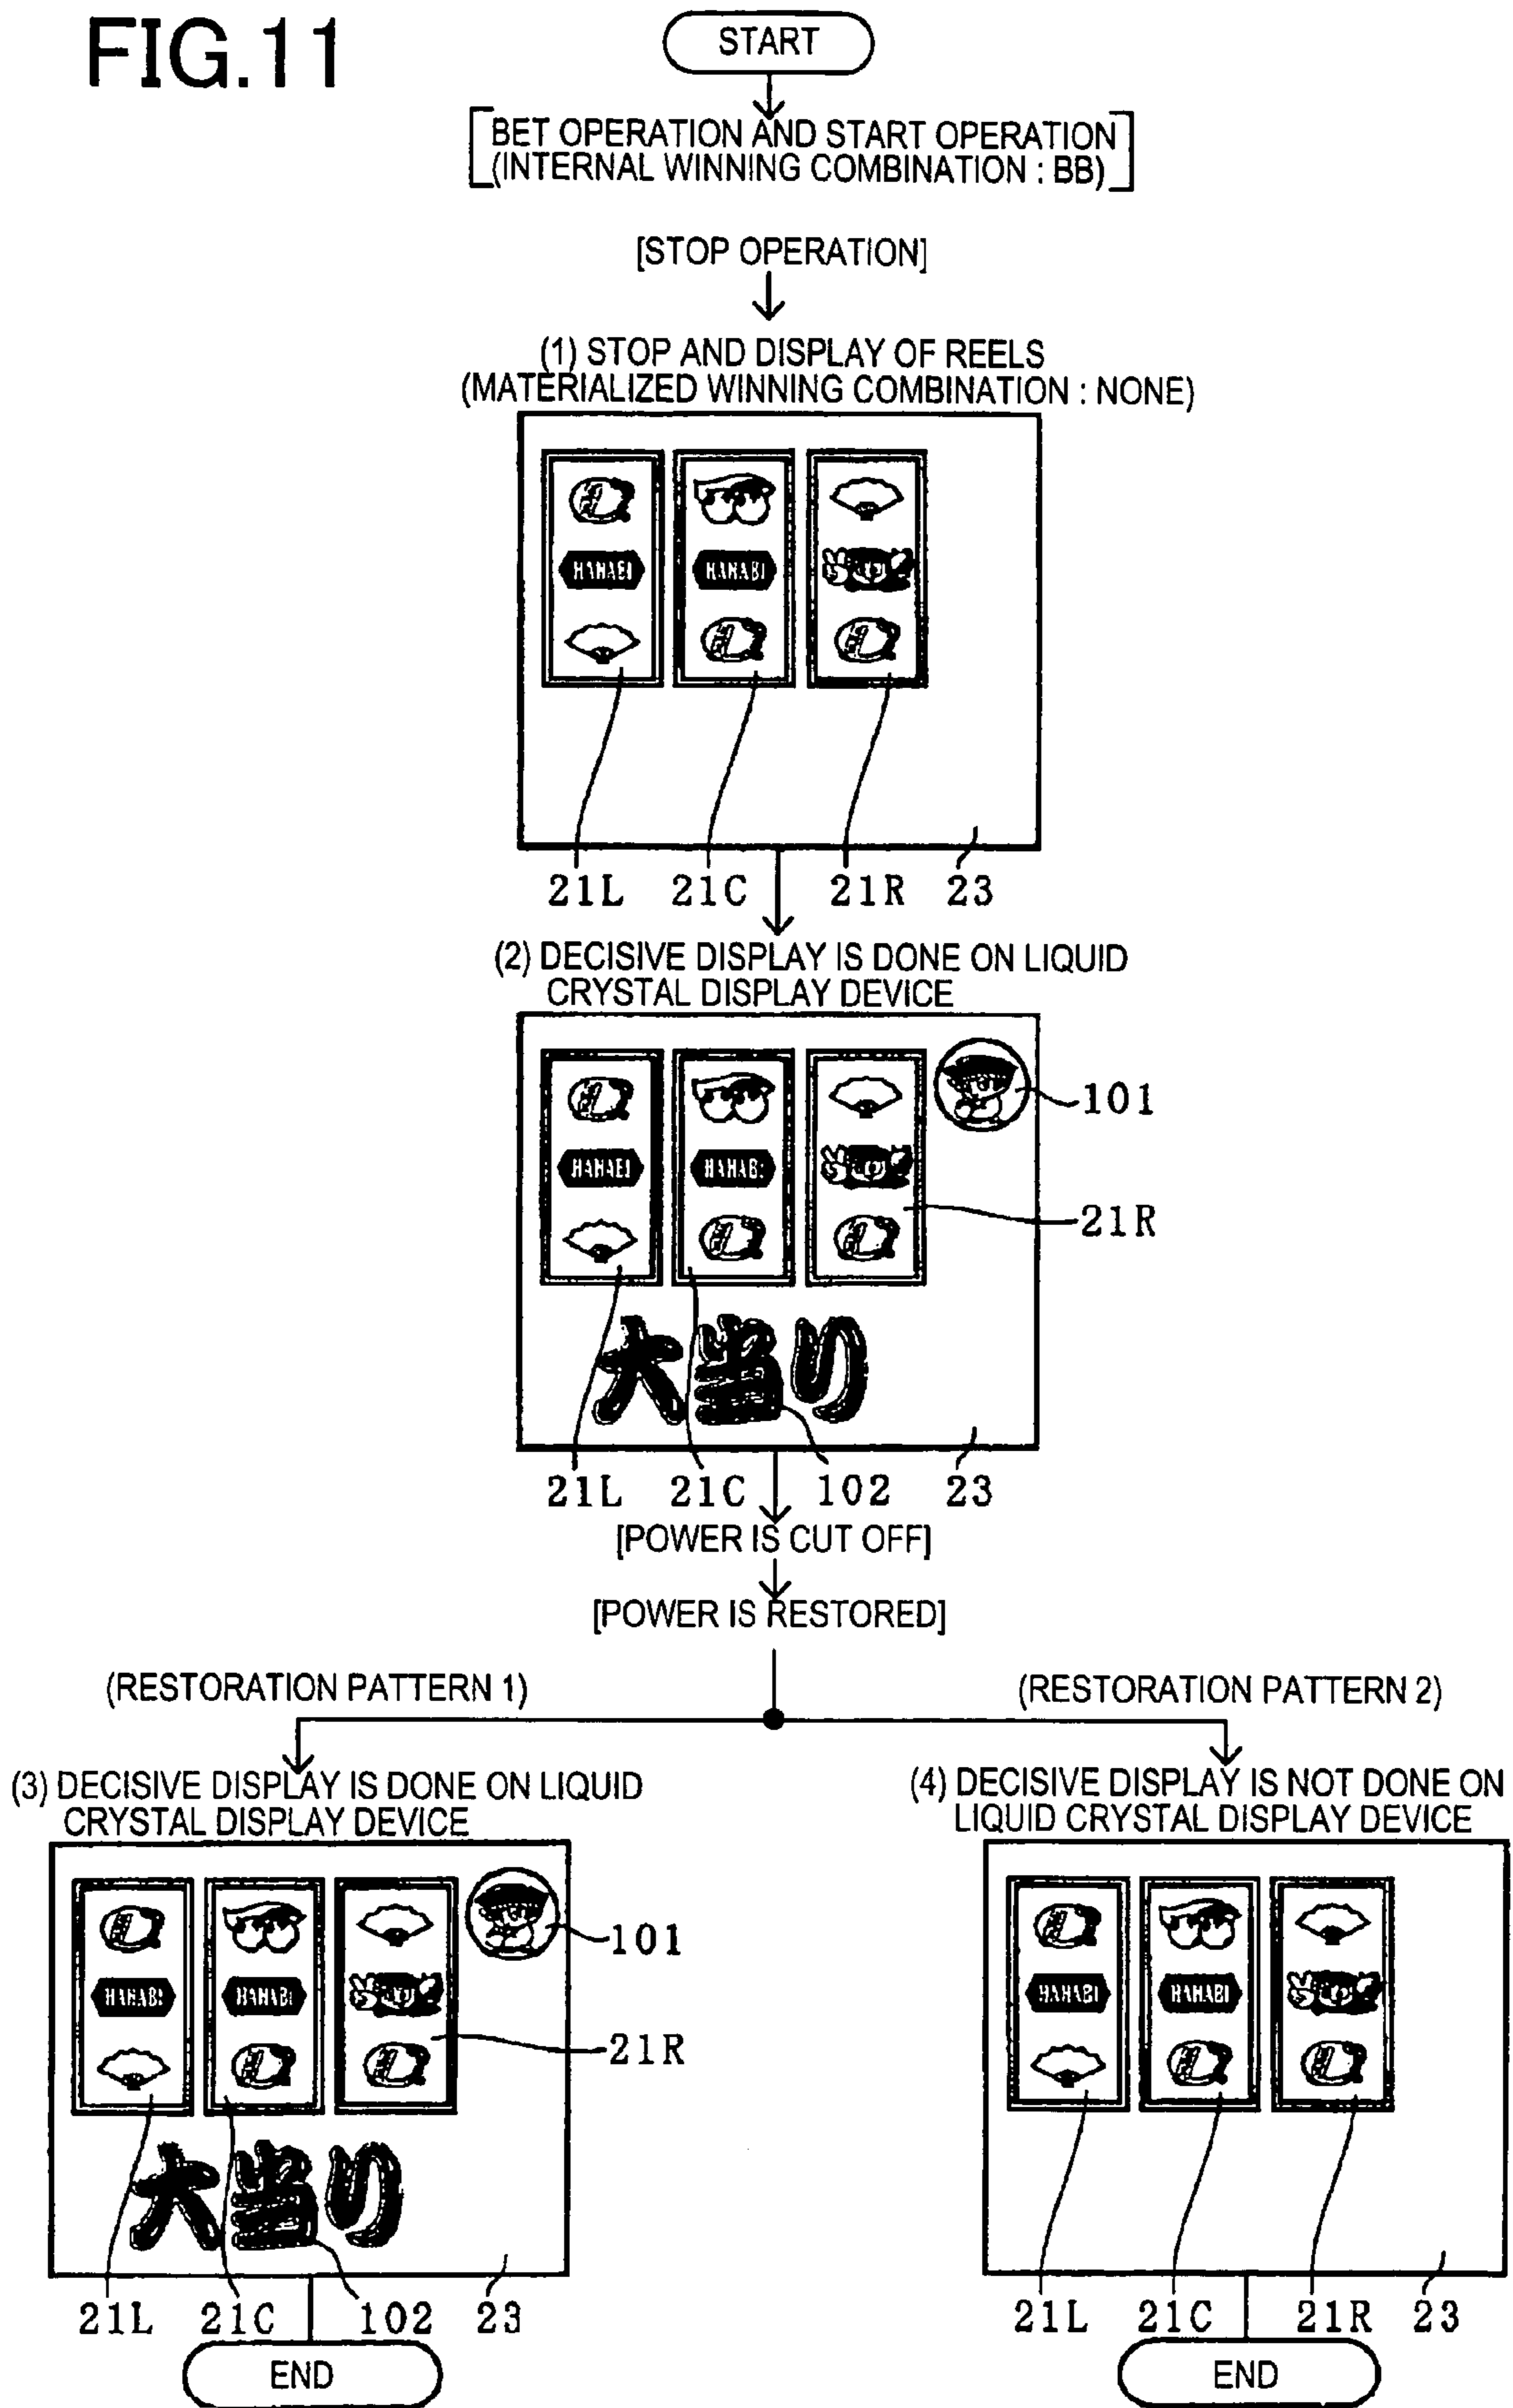 FIG.11
START
[BET OPERATION AND START OPERATION
(INTERNAL WINNING COMBINATION : BB)]
[STOP OPERATION]
(1) STOP AND DISPLAY OF REELS
(MATERIALIZED WINNING COMBINATION : NONE)
HANABI HANABI
21L 21C 21R 23
(2) DECISIVE DISPLAY IS DONE ON LIQUID
CRYSTAL DISPLAY DEVICE
101
HANABI HANABI
21R
大当り
21L 21C 102 23
[POWER IS CUT OFF]
[POWER IS RESTORED]
(RESTORATION PATTERN 1)
(RESTORATION PATTERN 2)
(3) DECISIVE DISPLAY IS DONE ON LIQUID
CRYSTAL DISPLAY DEVICE
101
HANABI HANABI
21R
大当り
21L 21C 102 23
END
(4) DECISIVE DISPLAY IS NOT DONE ON
LIQUID CRYSTAL DISPLAY DEVICE
HANABI HANABI
21L 21C 21R 23
END